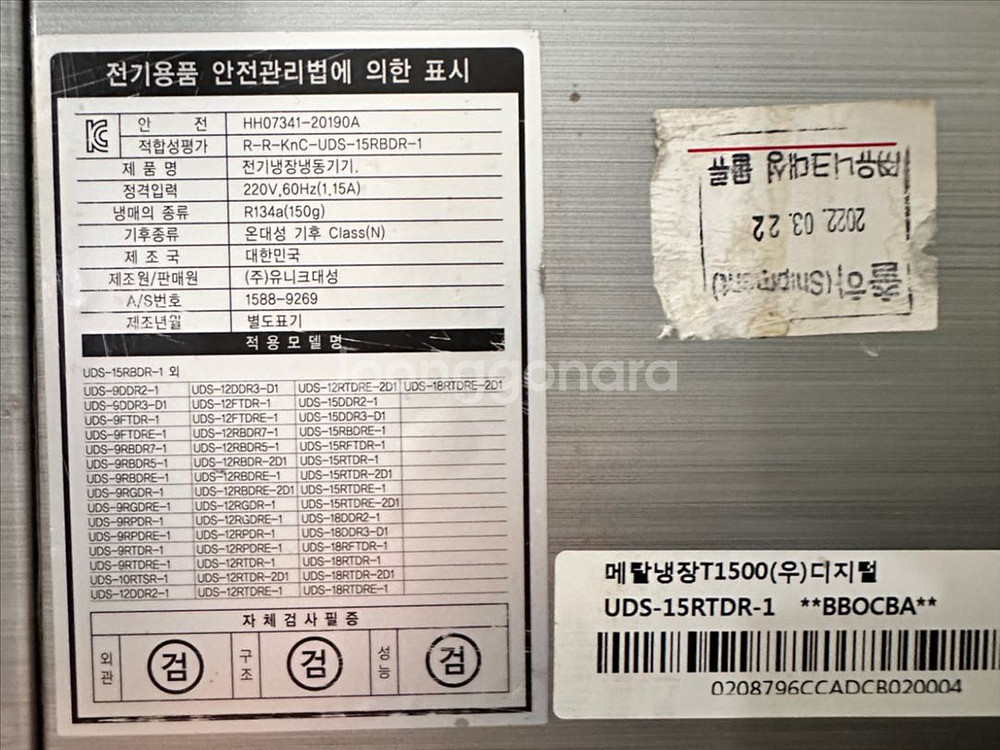 전기용품 안전관리법에 의한 표시
안 전 HH07341-20190A
적합성평가 R-R-KnC-UDS-15RBDR-1
제 품 명 전기냉장냉동기기.
정격입력 220V,60Hz(1.15A)
냉매의 종류 R134a(150g)
기후종류 온대성 기후 Class(N)
제 조 국 대한민국
제조원/판매원 (주)유니크대성
A/S번호 1588-9269
제조년월 별도표기
적용모델명
UDS-15RBDR-1 외
UDS-9DDR2-1 UDS-12DDR3-D1 UDS-12RTDRE-2D1 UDS-18RTDRE-2D1
UDS-9DDR3-D1 UDS-12FTDR-1 UDS-15DDR2-1
UDS-9FTDR-1 UDS-12FTDRE-1 UDS-15DDR3-D1
UDS-9FTDRE-1 UDS-12RBDR7-1 UDS-15RBDRE-1
UDS-9RBDR7-1 UDS-12RBDR5-1 UDS-15RFTDR-1
UDS-9RBDR5-1 UDS-12RBDR-2D1 UDS-15RTDR-1
UDS-9RBDRE-1 UDS-12RBDRE-1 UDS-15RTDR-2D1
UDS-9RGDR-1 UDS-12RBDRE-2D1 UDS-15RTDRE-1
UDS-9RGDRE-1 UDS-12RGDR-1 UDS-15RTDRE-2D1
UDS-9RPDR-1 UDS-12RGDRE-1 UDS-18DDR2-1
UDS-9RPDRE-1 UDS-12RPDR-1 UDS-18DDR3-D1
UDS-9RTDR-1 UDS-12RPDRE-1 UDS-18RFTDR-1
UDS-9RTDRE-1 UDS-12RTDR-1 UDS-18RTDR-1
UDS-10RTSR-1 UDS-12RTDR-2D1 UDS-18RTDR-2D1
UDS-12DDR2-1 UDS-12RTDRE-1 UDS-18RTDRE-1
자체검사필증
외관 검 구조 검 성능 검
출하(Shipment)
2022. 03. 22
㈜유니크대성 물류
메탈냉장T1500(우)디지털
UDS-15RTDR-1 **BBOCBA**
0208796CCADCB020004
joonggonara